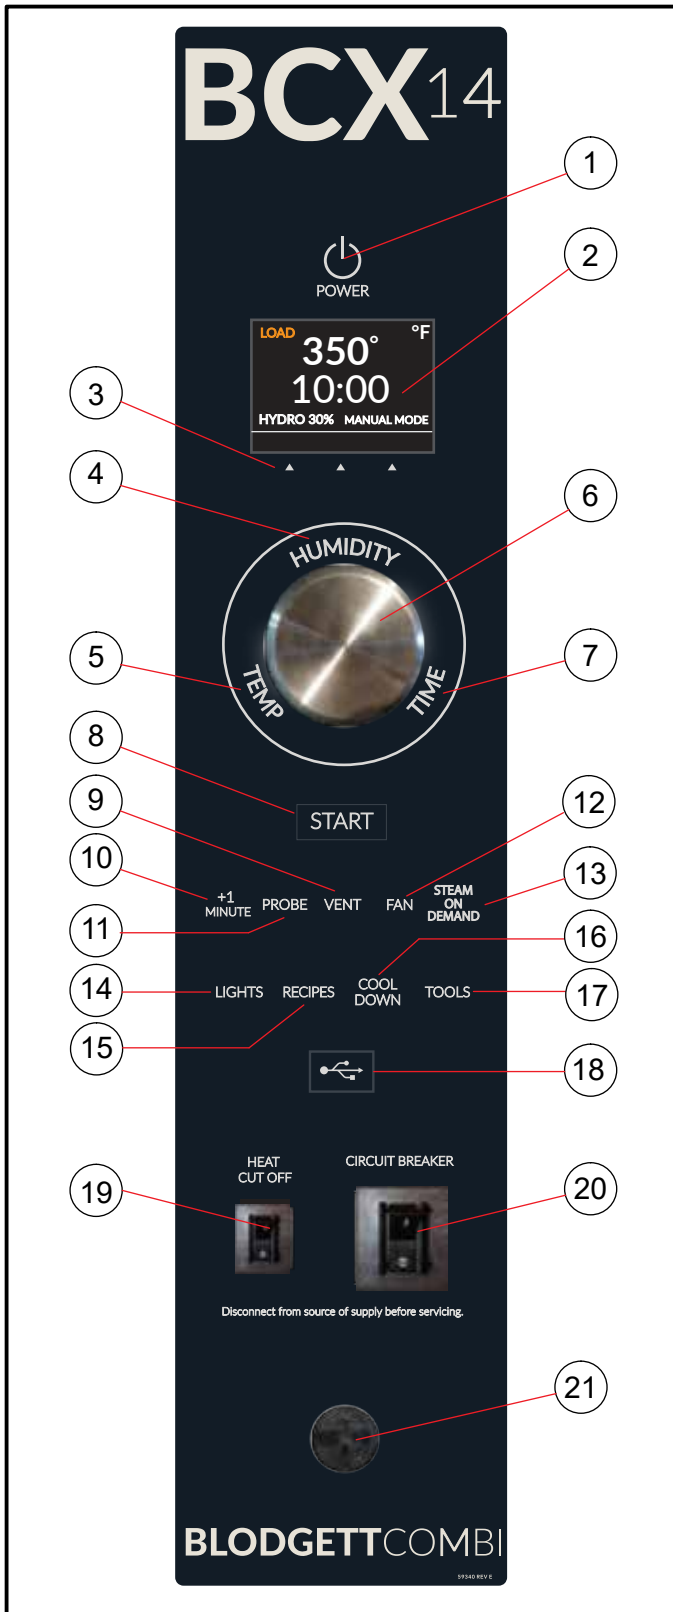 BCX14
1
POWER
2
LOAD °F
350°
10:00
HYDRO 30% MANUAL MODE
3
4
HUMIDITY
6
5
TEMP
TIME
7
8
START
9
10
12
+1
MINUTE
PROBE
VENT
FAN
STEAM
ON
DEMAND
13
11
16
14
LIGHTS
RECIPES
COOL
DOWN
TOOLS
17
15
18
HEAT
CUT OFF
CIRCUIT BREAKER
19
20
Disconnect from source of supply before servicing.
21
BLODGETTCOMBI
59340 REV E